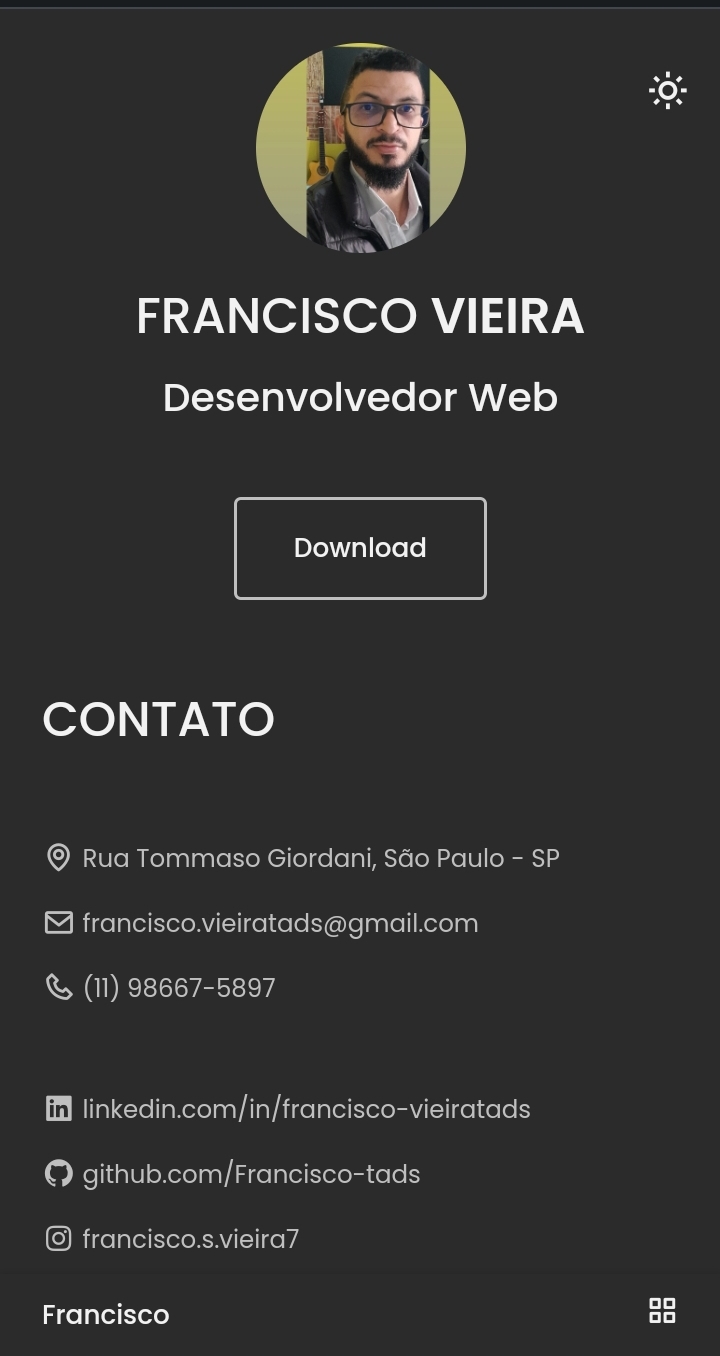 FRANCISCO VIEIRA
Desenvolvedor Web
Download
CONTATO
Rua Tommaso Giordani, São Paulo - SP
francisco.vieiratads@gmail.com
(11) 98667-5897
linkedin.com/in/francisco-vieiratads
github.com/Francisco-tads
francisco.s.vieira7
Francisco